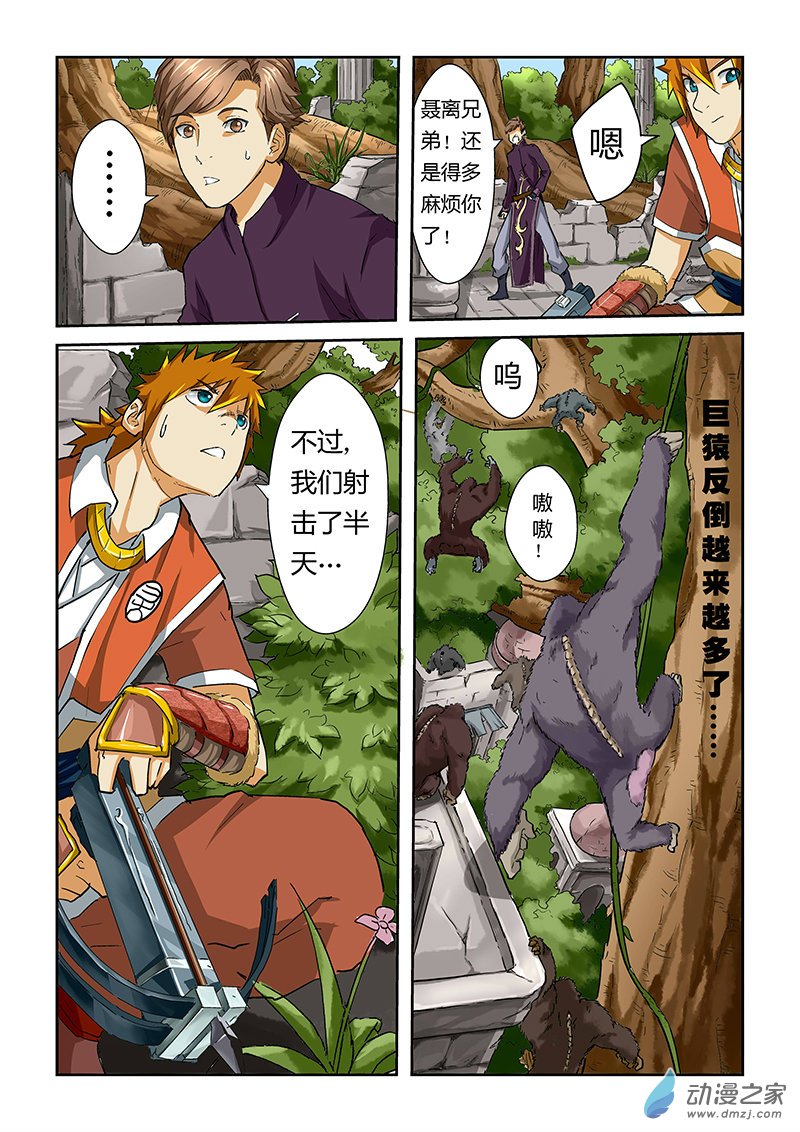 ……
聂离兄
弟！还
是得多
麻烦你
了！
嗯
不过,
我们射
击了半
天…
呜
嗷
嗷
！
巨猿反倒越来越多了……
动漫之家
www.dmzj.com